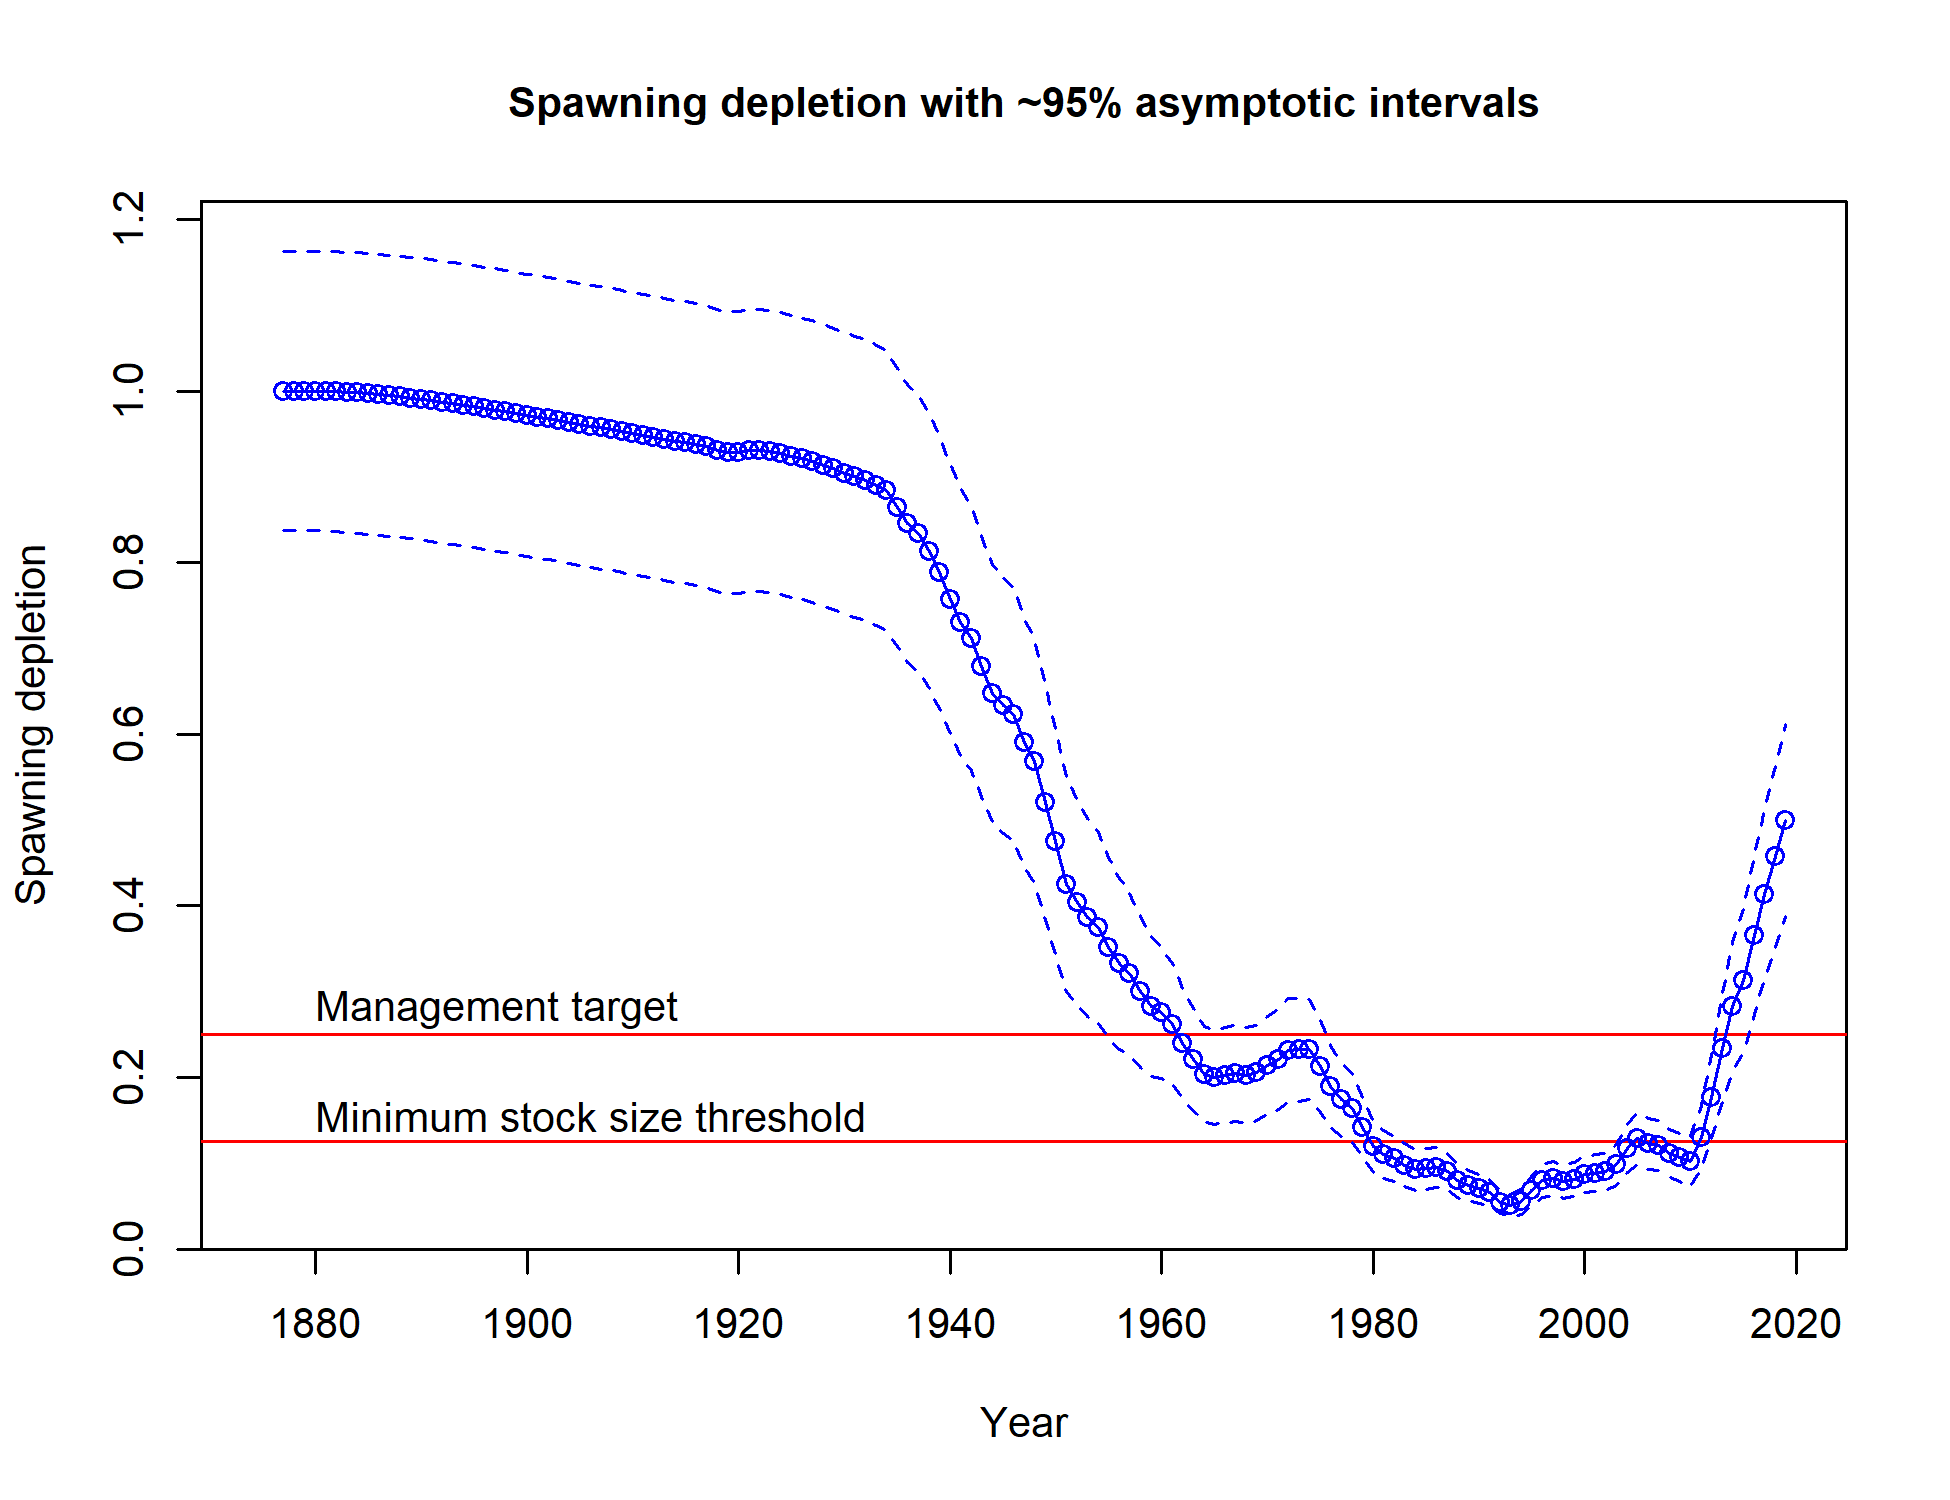 Spawning depletion with ~95% asymptotic intervals
Spawning depletion
1.2
1.0
0.8
0.6
0.4
0.2
0.0
Management target
Minimum stock size threshold
1880 1900 1920 1940 1960 1980 2000 2020
Year